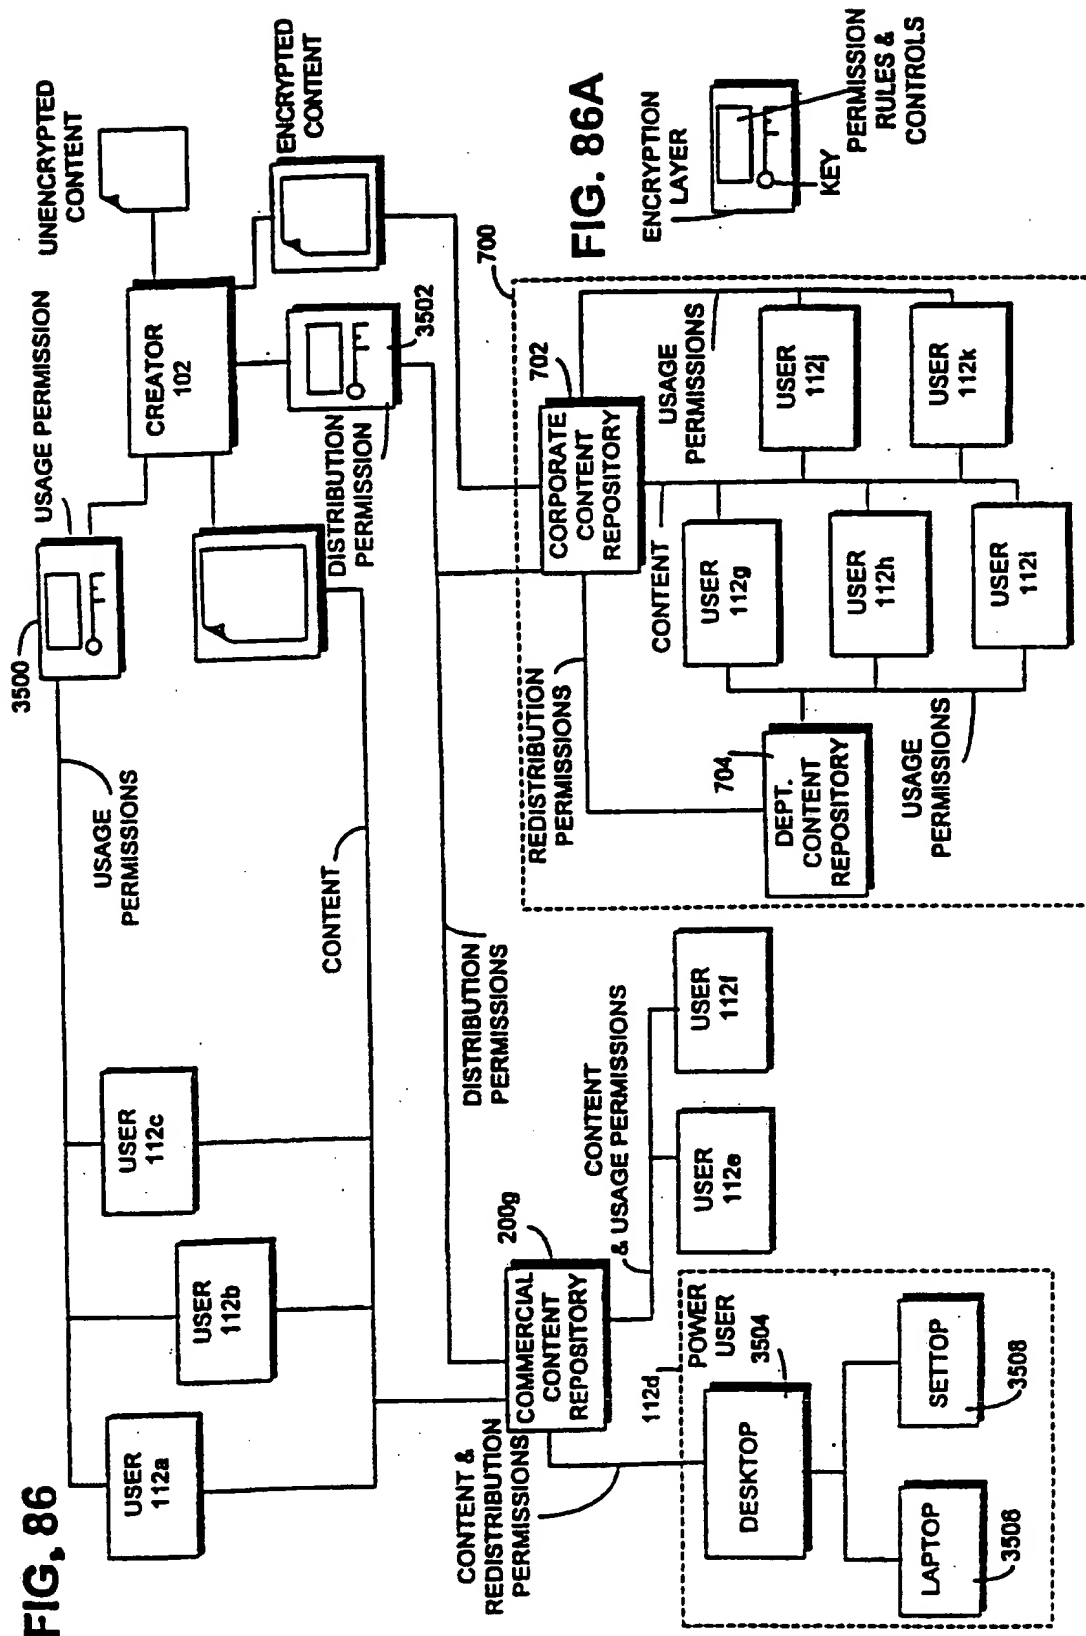 FIG. 86
UNENCRYPTED
CONTENT
USAGE PERMISSION
3500
CREATOR
102
ENCRYPTED
CONTENT
3502
DISTRIBUTION
PERMISSION
USAGE
PERMISSIONS
CONTENT
USER
112a
USER
112b
USER
112c
DISTRIBUTION
PERMISSIONS
CONTENT &
REDISTRIBUTION
PERMISSIONS
COMMERCIAL
CONTENT
REPOSITORY
200g
CONTENT
& USAGE PERMISSIONS
USER
112e
USER
112f
112d
POWER
USER
DESKTOP
3504
LAPTOP
3508
SETTOP
3508
700
702
CORPORATE
CONTENT
REPOSITORY
REDISTRIBUTION
PERMISSIONS
CONTENT
USAGE
PERMISSIONS
704
DEPT.
CONTENT
REPOSITORY
USAGE
PERMISSIONS
USER
112g
USER
112h
USER
112i
USER
112j
USER
112k
FIG. 86A
ENCRYPTION
LAYER
KEY
PERMISSION
RULES &
CONTROLS